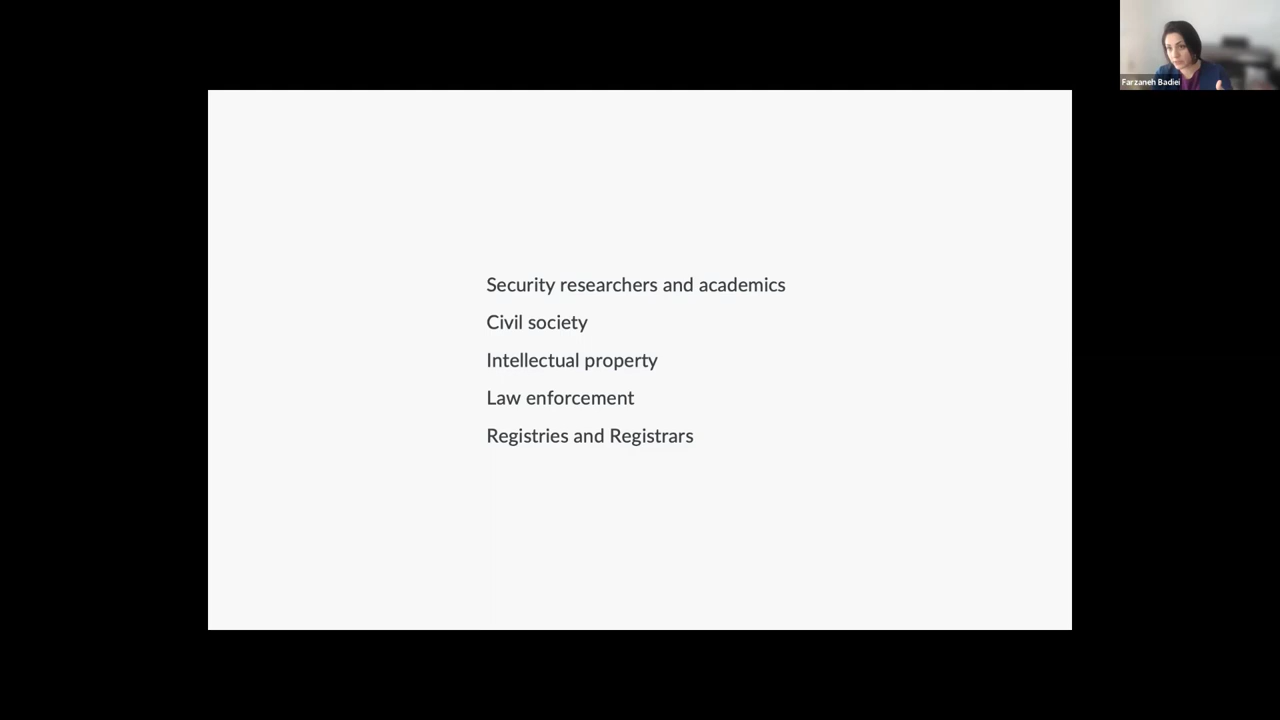 Farzaneh Badiei
Security researchers and academics
Civil society
Intellectual property
Law enforcement
Registries and Registrars